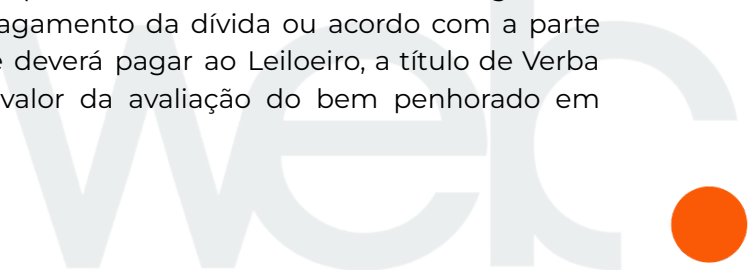 agamento da dívida ou acordo com a parte
deverá pagar ao Leiloeiro, a título de Verba
valor da avaliação do bem penhorado em
web